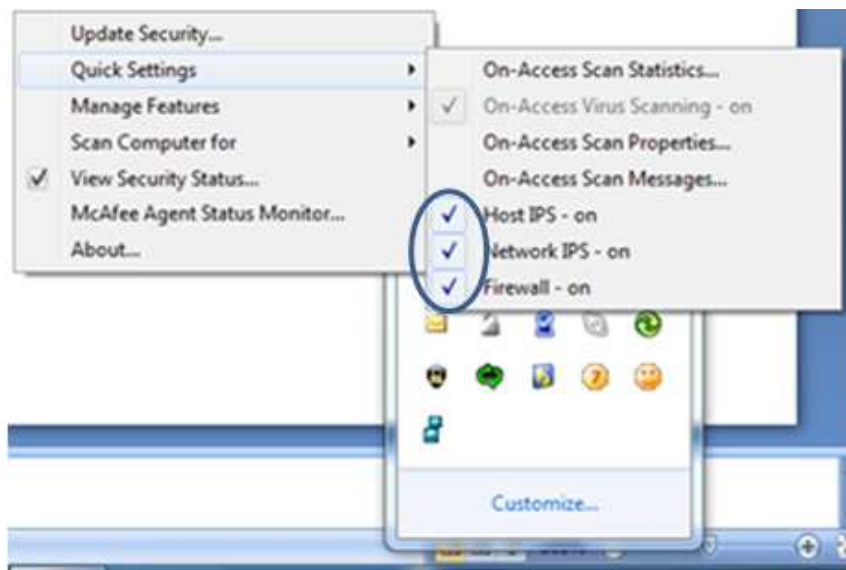 Update Security...
Quick Settings
Manage Features
Scan Computer for
View Security Status...
McAfee Agent Status Monitor...
About...
On-Access Scan Statistics...
On-Access Virus Scanning - on
On-Access Scan Properties...
On-Access Scan Messages...
Host IPS - on
Network IPS - on
Firewall - on
Customize...